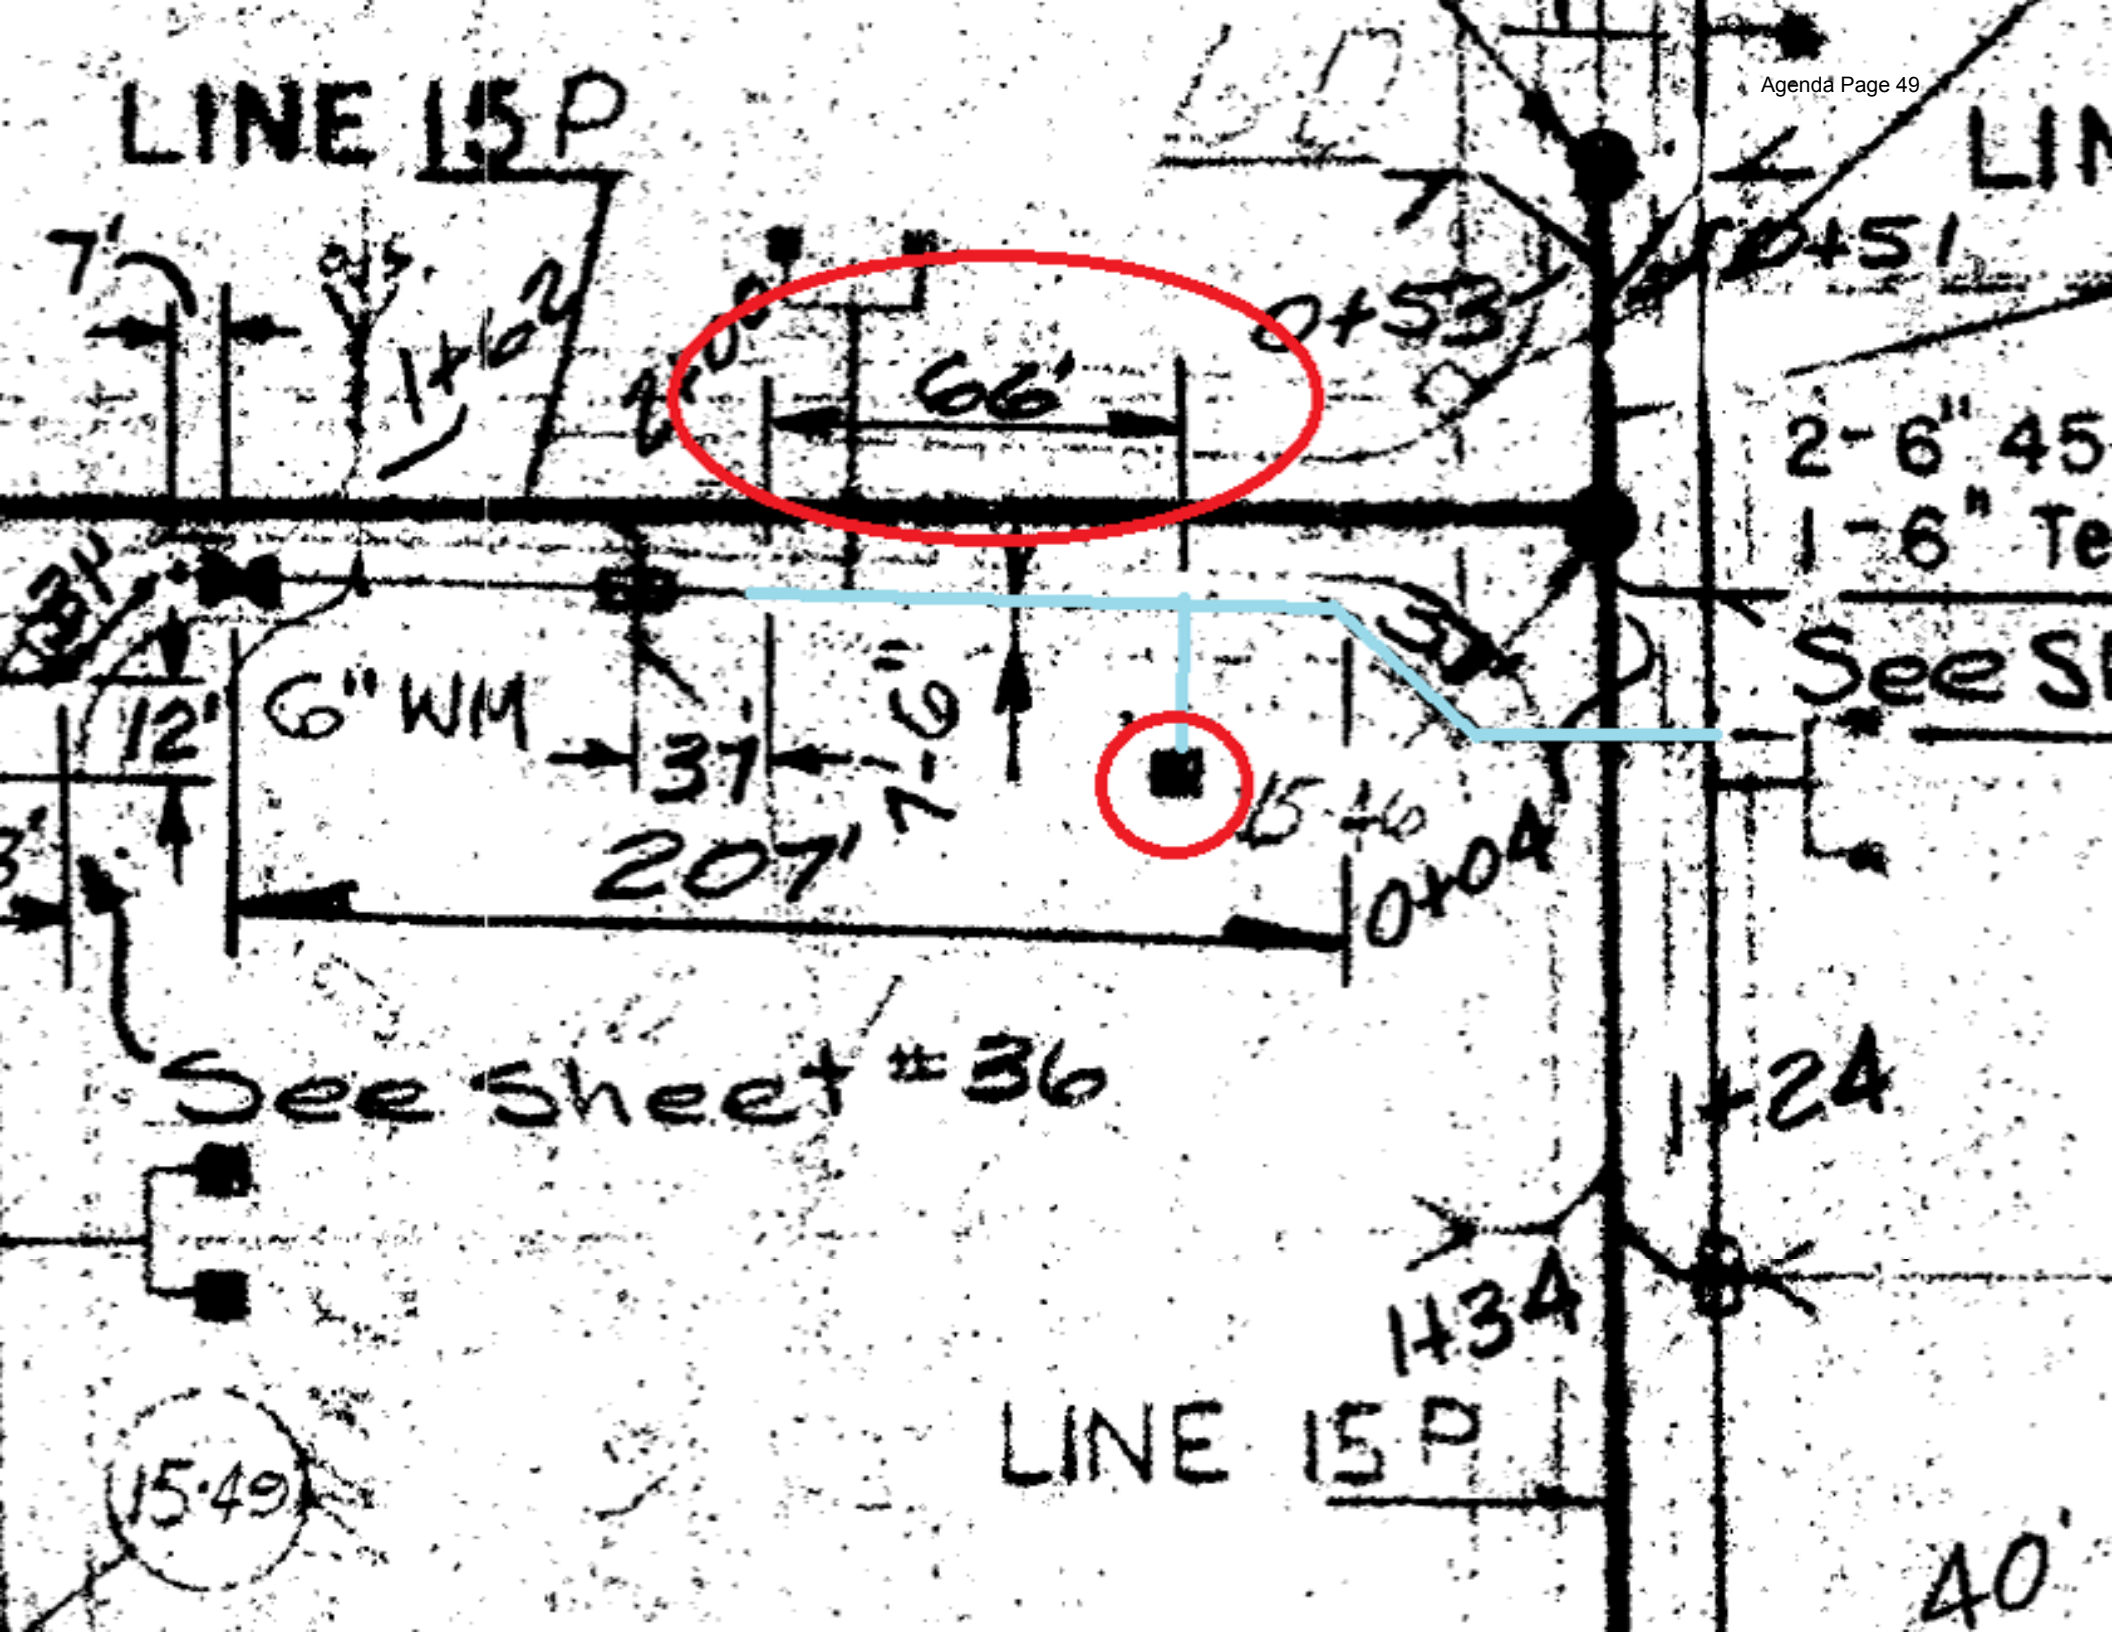 Agenda Page 49
LINE 15P
LIN
7'
0+51
1+62
0+53
66'
2-6" 45
1-6" Te
See Sh
6" WM
12'
37'
7'-6"
15-46
207'
0+04
See Sheet #36
1+24
1+34
LINE 15P
15.49
40'